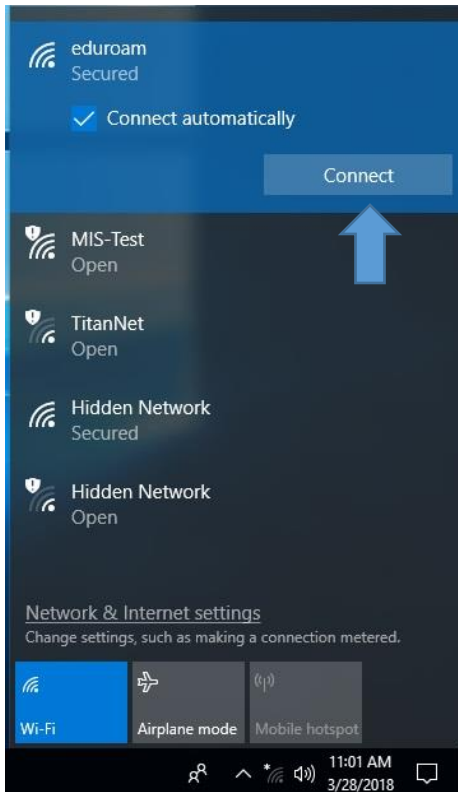 eduroam
Secured
Connect automatically
Connect
MIS-Test
Open
TitanNet
Open
Hidden Network
Secured
Hidden Network
Open
Network & Internet settings
Change settings, such as making a connection metered.
Wi-Fi
Airplane mode
Mobile hotspot
11:01 AM
3/28/2018